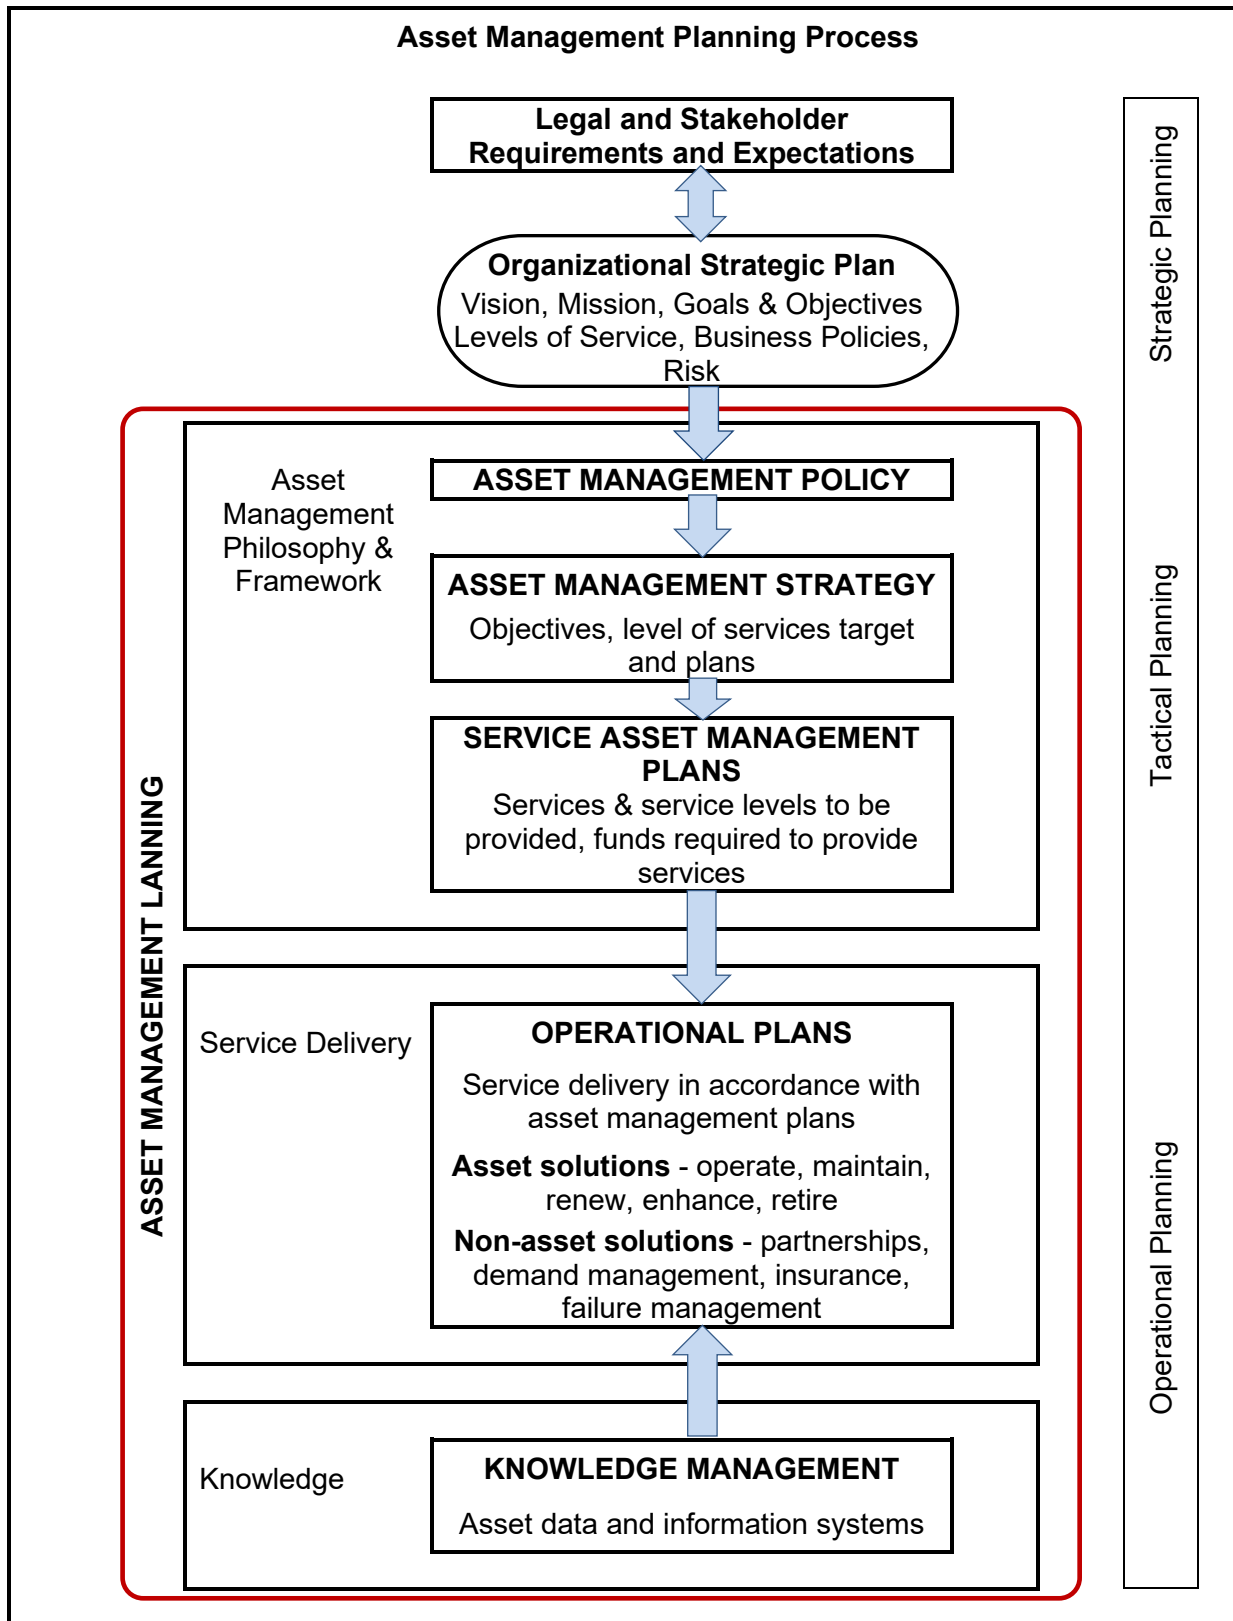 Asset Management Planning Process
Legal and Stakeholder
Requirements and Expectations
Organizational Strategic Plan
Vision, Mission, Goals & Objectives
Levels of Service, Business Policies,
Risk
Strategic Planning
Asset
Management
Philosophy &
Framework
ASSET MANAGEMENT POLICY
ASSET MANAGEMENT STRATEGY
Objectives, level of services target
and plans
SERVICE ASSET MANAGEMENT
PLANS
Services & service levels to be
provided, funds required to provide
services
Tactical Planning
ASSET MANAGEMENT LANNING
Service Delivery
OPERATIONAL PLANS
Service delivery in accordance with
asset management plans
Asset solutions - operate, maintain,
renew, enhance, retire
Non-asset solutions - partnerships,
demand management, insurance,
failure management
Operational Planning
Knowledge
KNOWLEDGE MANAGEMENT
Asset data and information systems